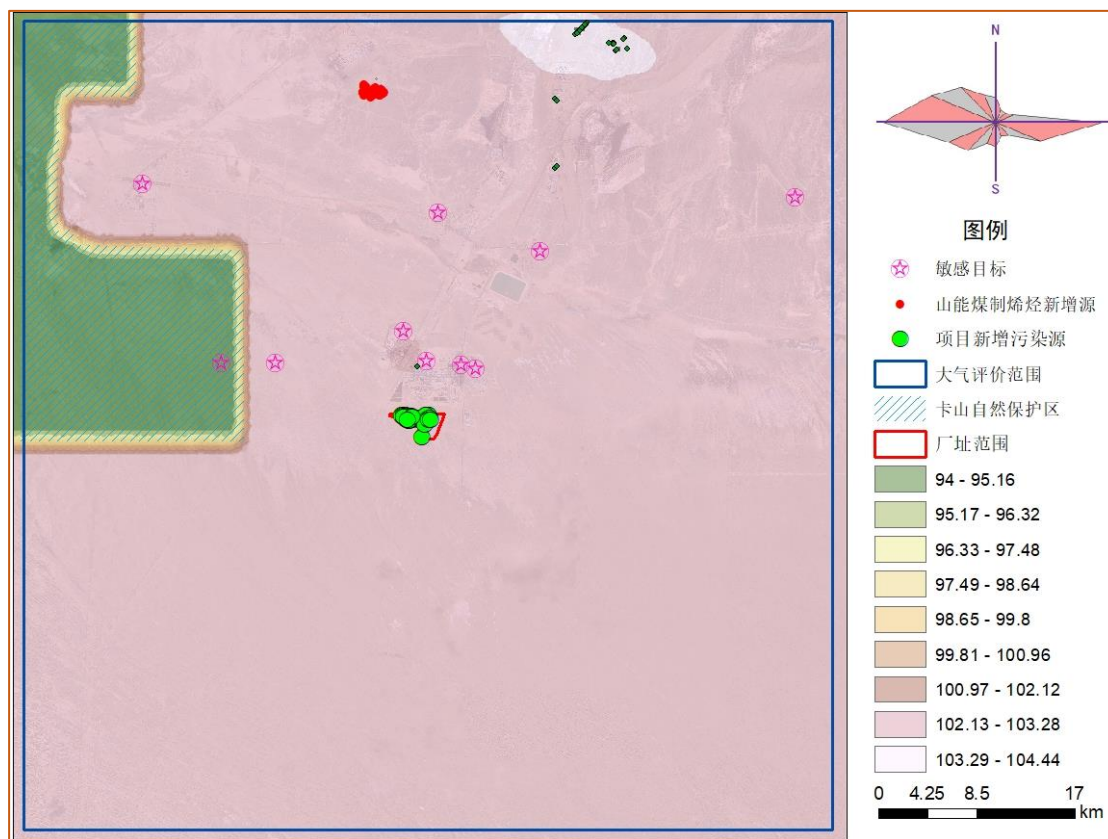 N
S
图例
敏感目标
山能煤制烯烃新增源
项目新增污染源
大气评价范围
卡山自然保护区
厂址范围
94 - 95.16
95.17 - 96.32
96.33 - 97.48
97.49 - 98.64
98.65 - 99.8
99.81 - 100.96
100.97 - 102.12
102.13 - 103.28
103.29 - 104.44
0 4.25 8.5 17
km